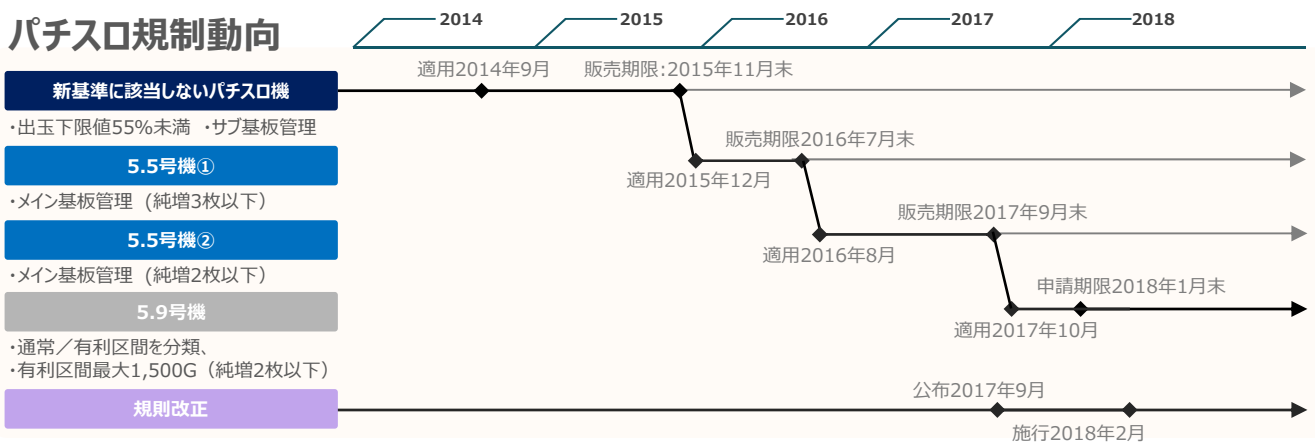 パチスロ規制動向
2014
2015
2016
2017
2018
新基準に該当しないパチスロ機
適用2014年9月
販売期限:2015年11月末
・出玉下限値55%未満 ・サブ基板管理
5.5号機①
販売期限2016年7月末
適用2015年12月
・メイン基板管理 (純増3枚以下)
5.5号機②
販売期限2017年9月末
適用2016年8月
・メイン基板管理 (純増2枚以下)
5.9号機
申請期限2018年1月末
適用2017年10月
・通常/有利区間を分類、
・有利区間最大1,500G(純増2枚以下)
規則改正
公布2017年9月
施行2018年2月